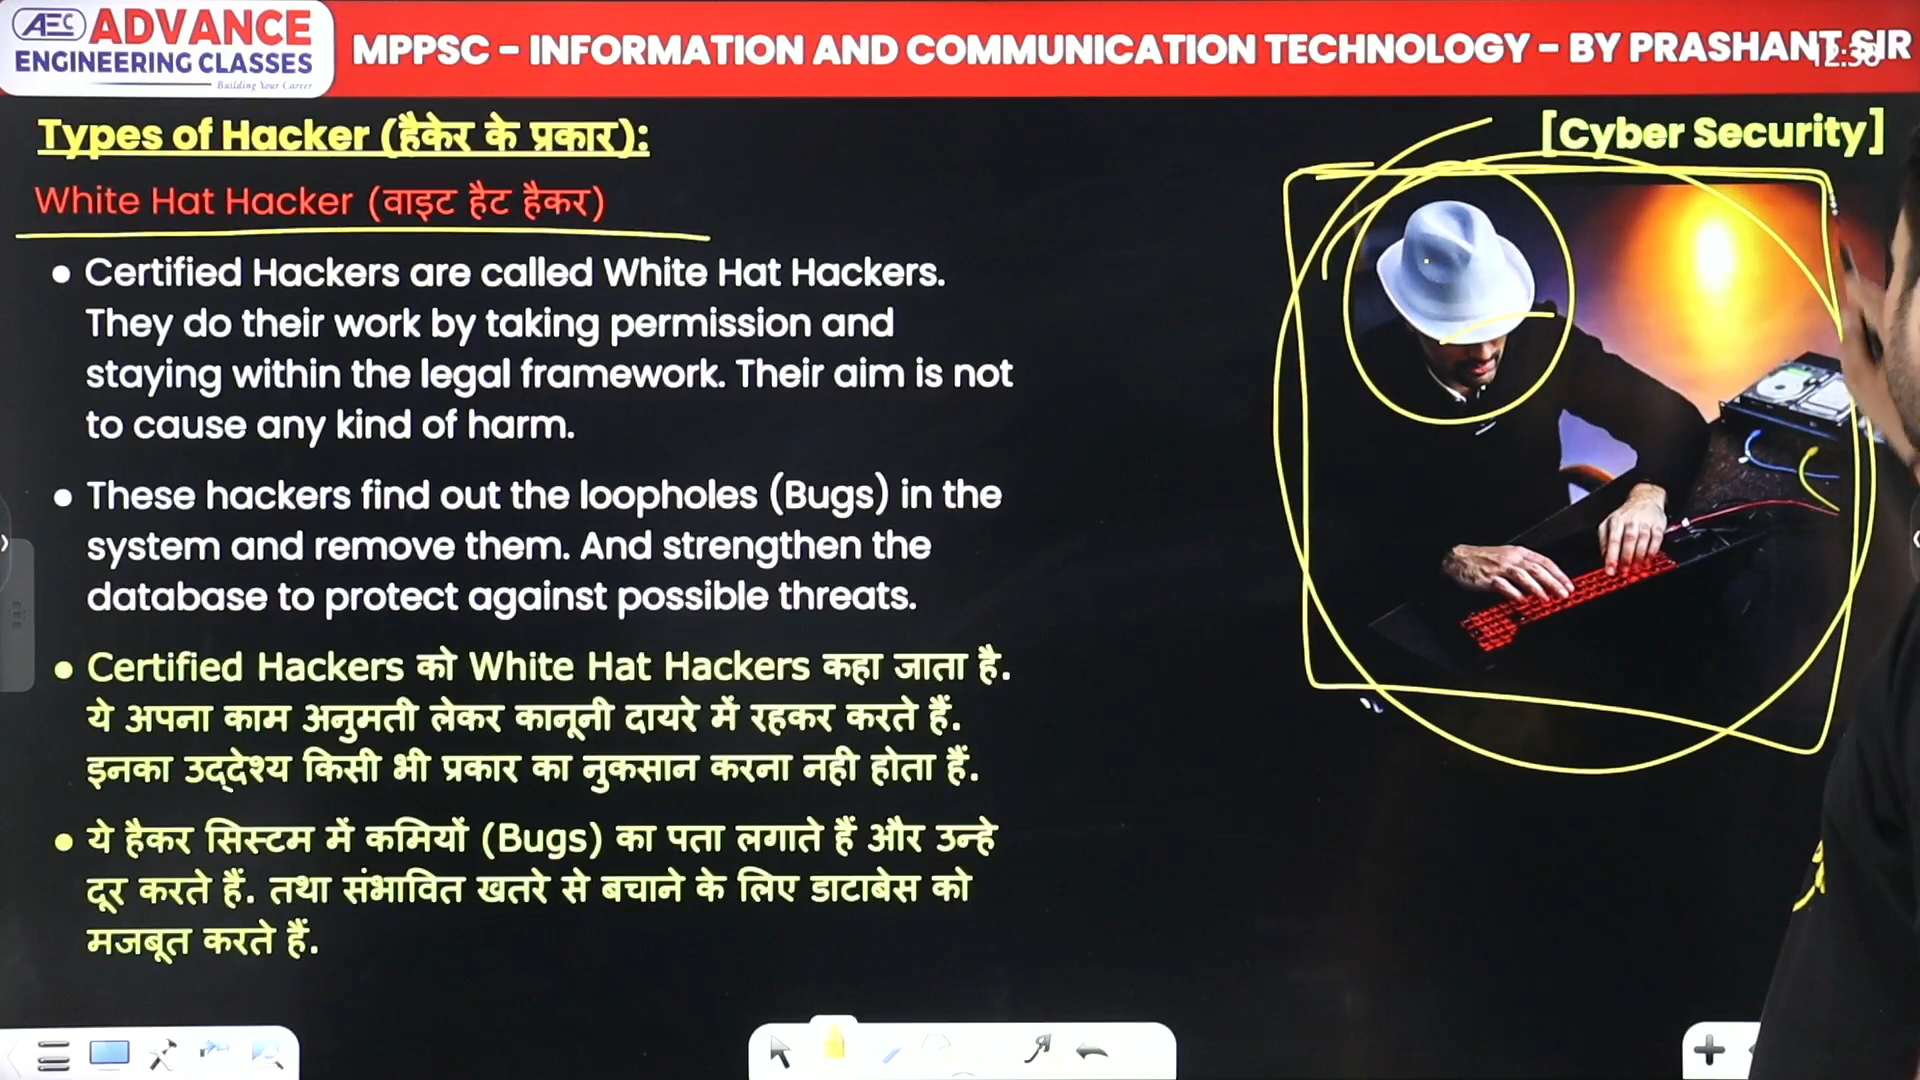 AEC ADVANCE
ENGINEERING CLASSES
Building Your Career
MPPSC - INFORMATION AND COMMUNICATION TECHNOLOGY - BY PRASHANT SIR
12:38
Types of Hacker (हैकेर के प्रकार):
[Cyber Security]
White Hat Hacker (वाइट हैट हैकर)
● Certified Hackers are called White Hat Hackers.
They do their work by taking permission and
staying within the legal framework. Their aim is not
to cause any kind of harm.
● These hackers find out the loopholes (Bugs) in the
system and remove them. And strengthen the
database to protect against possible threats.
● Certified Hackers को White Hat Hackers कहा जाता है.
ये अपना काम अनुमती लेकर कानूनी दायरे में रहकर करते हैं.
इनका उद्देश्य किसी भी प्रकार का नुकसान करना नही होता हैं.
● ये हैकर सिस्टम में कमियों (Bugs) का पता लगाते हैं और उन्हे
दूर करते हैं. तथा संभावित खतरे से बचाने के लिए डाटाबेस को
मजबूत करते हैं.